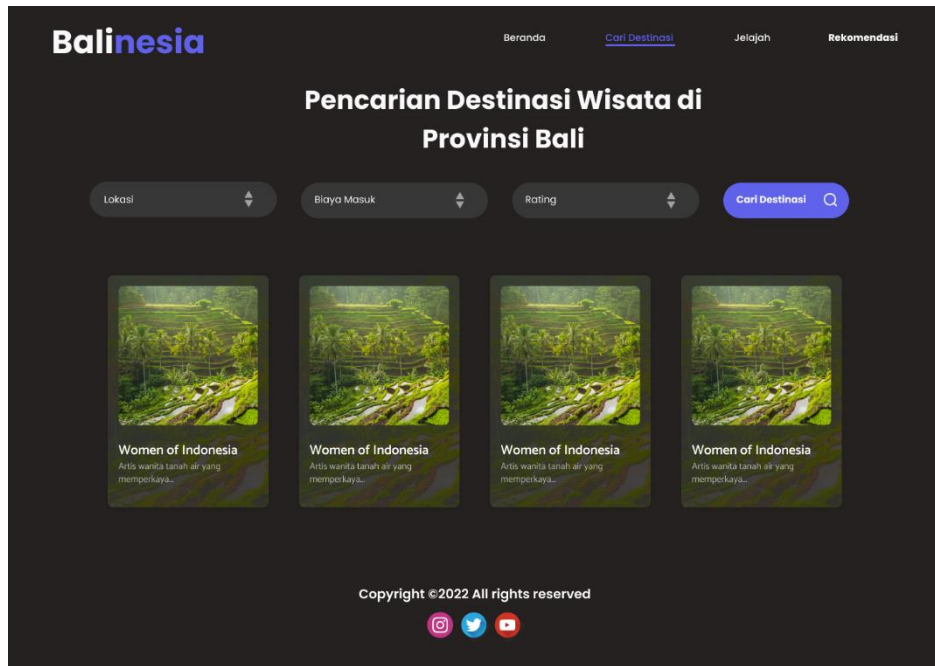 Balinesia
Beranda
Cari Destinasi
Jelajah
Rekomendasi
Pencarian Destinasi Wisata di
Provinsi Bali
Lokasi
Biaya Masuk
Rating
Cari Destinasi
Women of Indonesia
Artis wanita tanah air yang
memperkaya...
Women of Indonesia
Artis wanita tanah air yang
memperkaya...
Women of Indonesia
Artis wanita tanah air yang
memperkaya...
Women of Indonesia
Artis wanita tanah air yang
memperkaya...
Copyright ©2022 All rights reserved